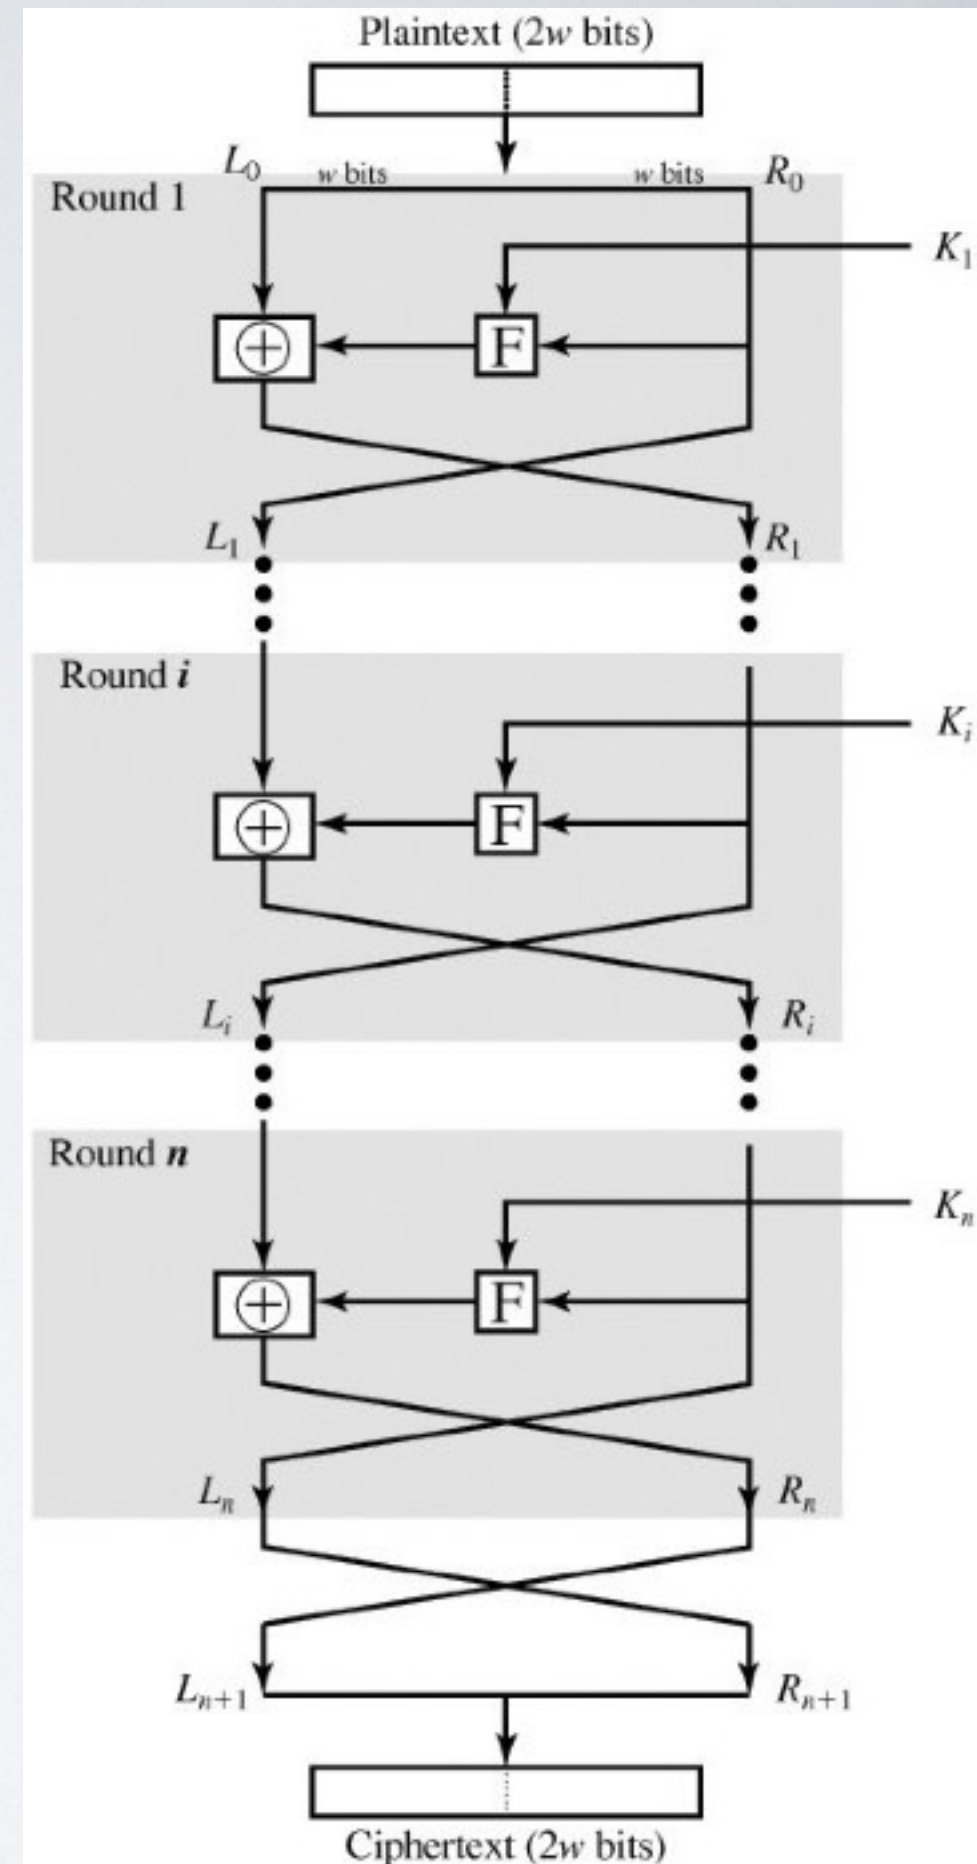 Plaintext (2w bits)
L₀ w bits w bits R₀
Round 1
K₁
⊕ F
L₁ R₁
Round i
Kᵢ
⊕ F
Lᵢ Rᵢ
Round n
Kₙ
⊕ F
Lₙ Rₙ
Lₙ₊₁ Rₙ₊₁
Ciphertext (2w bits)